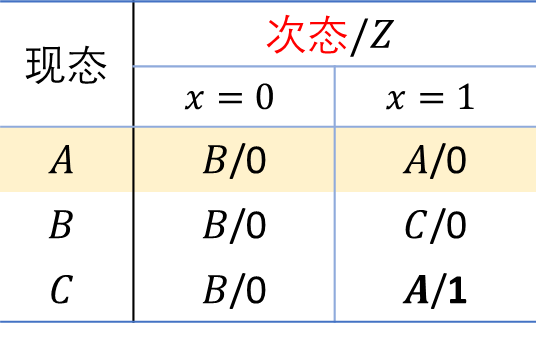 现态 次态/Z
x = 0 x = 1
A B/0 A/0
B B/0 C/0
C B/0 A/1